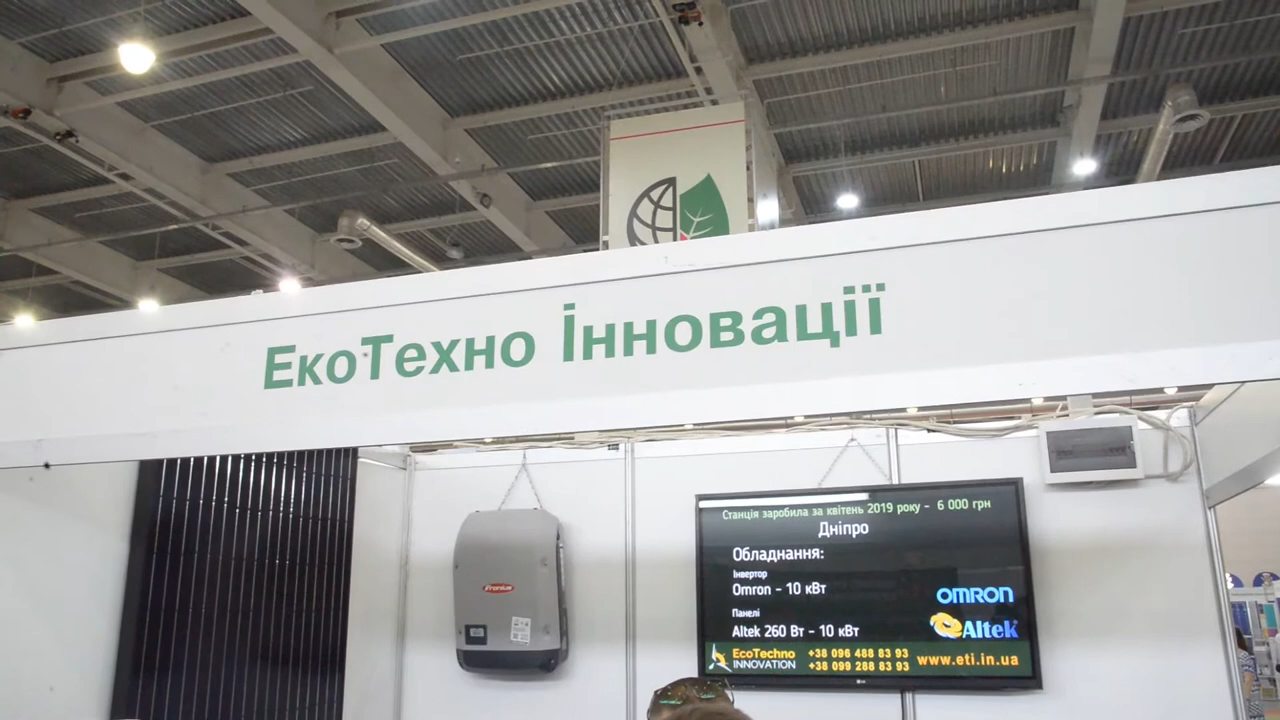 ЕкоТехно Інновації
Fronius
Станція заробила за квітень 2019 року - 6 000 грн
Дніпро
Обладнання:
Інвертор
Omron - 10 кВт
OMRON
Панелі
Altek 260 Вт - 10 кВт
Altek
EcoTechno
INNOVATION
+38 096 488 83 93
+38 099 288 83 93
www.eti.in.ua
LG